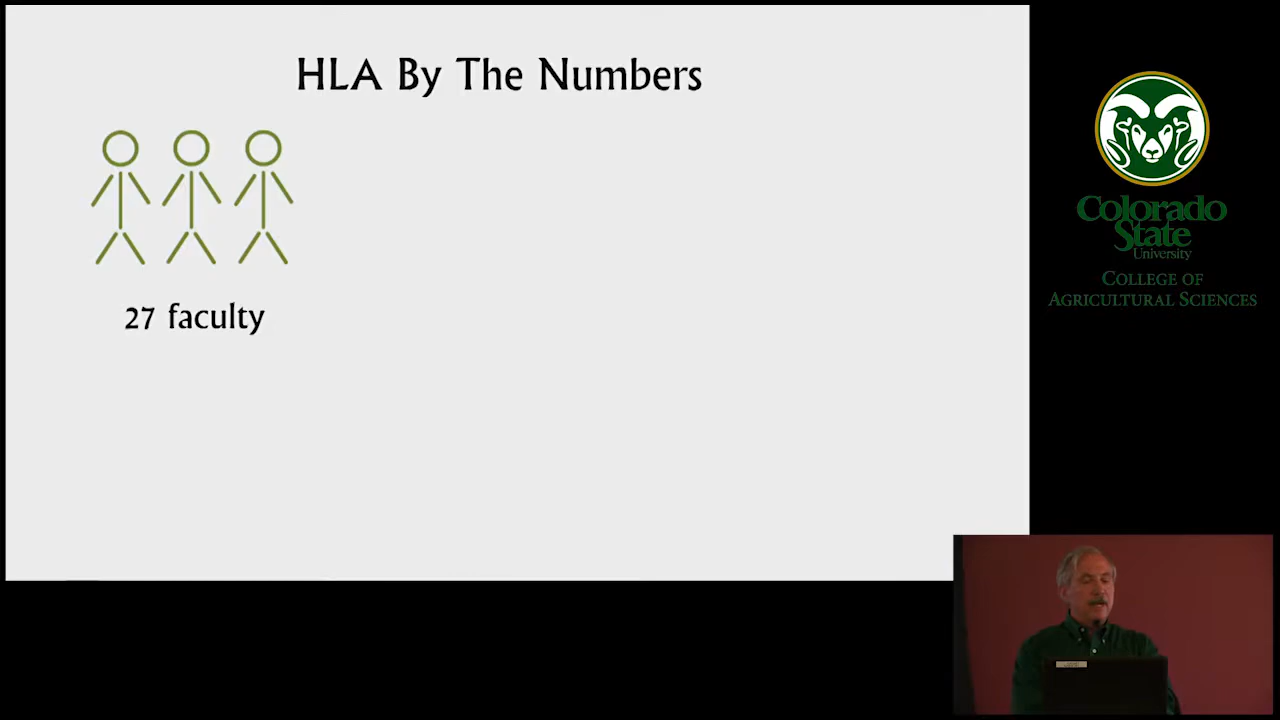 HLA By The Numbers
27 faculty
Colorado
State
University
COLLEGE OF
AGRICULTURAL SCIENCES